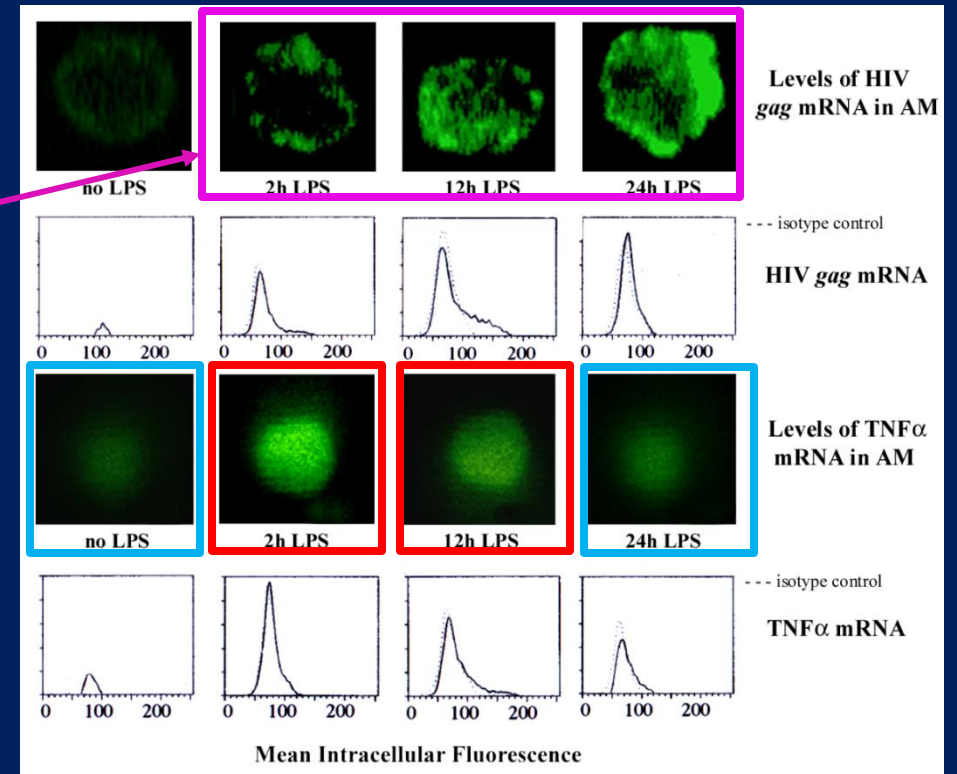 Levels of HIV
gag mRNA in AM
no LPS 2h LPS 12h LPS 24h LPS
- - - isotype control
HIV gag mRNA
0 100 200 0 100 200 0 100 200 0 100 200
Levels of TNFα
mRNA in AM
no LPS 2h LPS 12h LPS 24h LPS
- - - isotype control
TNFα mRNA
0 100 200 0 100 200 0 100 200 0 100 200
Mean Intracellular Fluorescence